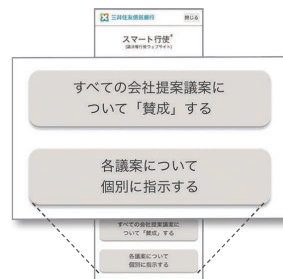 三井住友信託銀行
閉じる
スマート行使®
[議決権行使ウェブサイト]
すべての会社提案議案に
ついて「賛成」する
各議案について
個別に指示する
すべての会社提案議案に
ついて「賛成」する
各議案について
個別に指示する